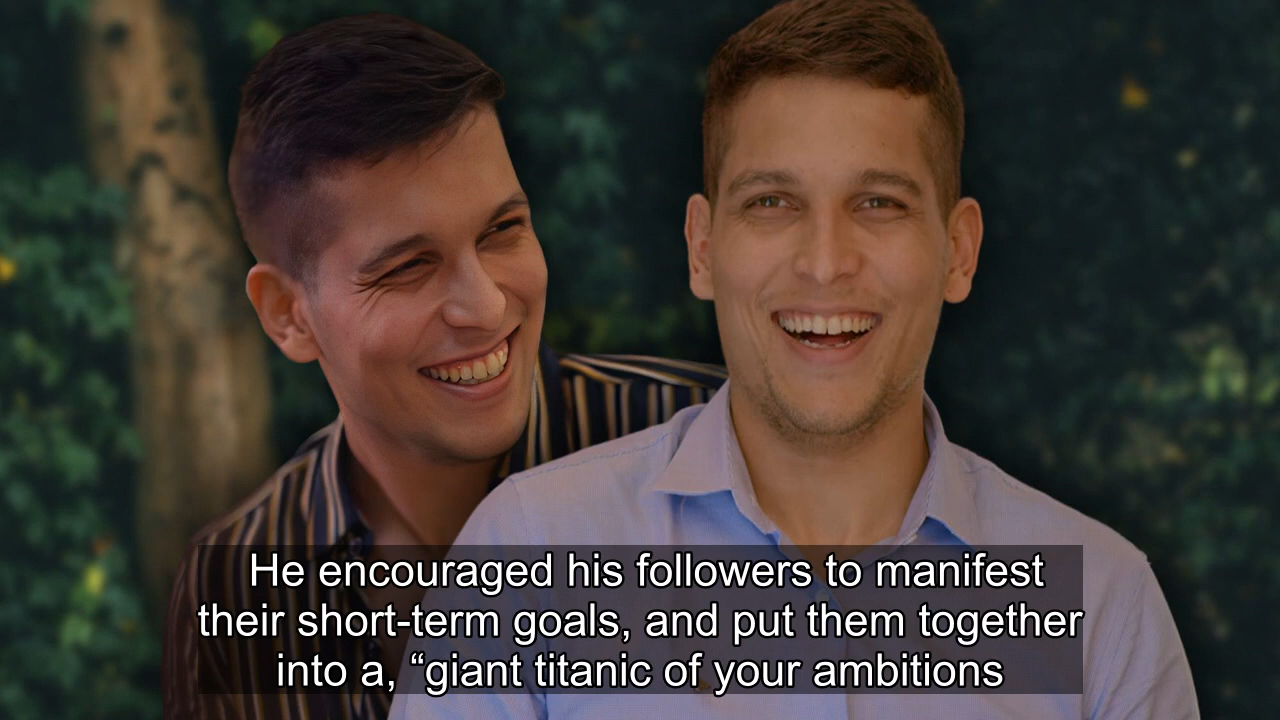 He encouraged his followers to manifest
their short-term goals, and put them together
into a, “giant titanic of your ambitions